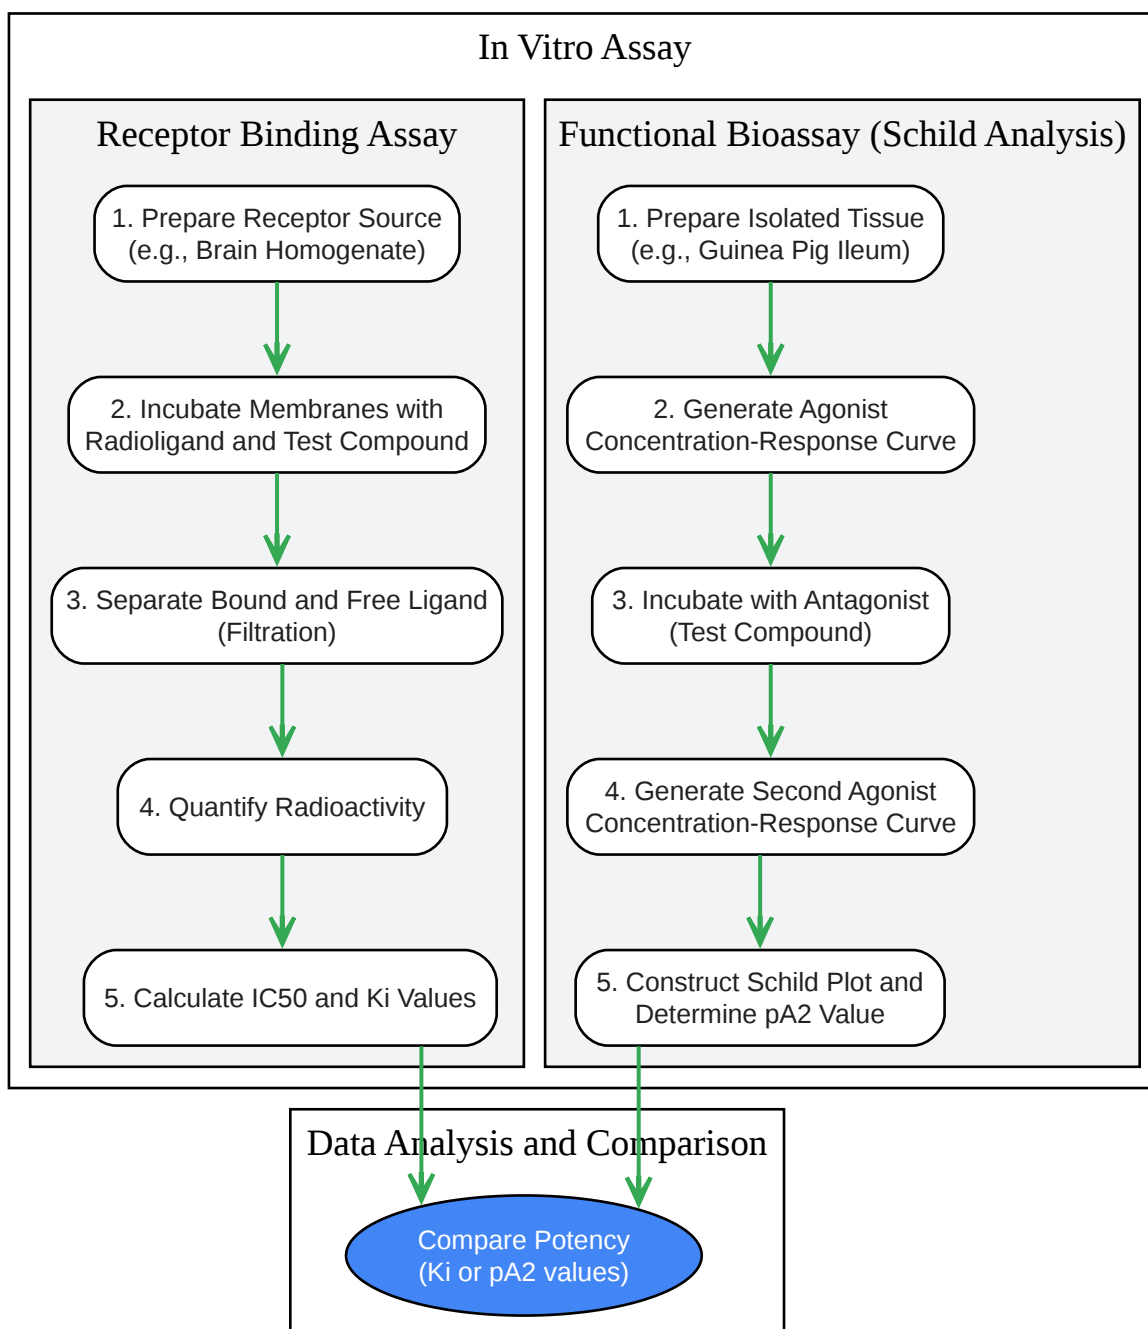 In Vitro Assay
Receptor Binding Assay
1. Prepare Receptor Source
(e.g., Brain Homogenate)
2. Incubate Membranes with
Radioligand and Test Compound
3. Separate Bound and Free Ligand
(Filtration)
4. Quantify Radioactivity
5. Calculate IC50 and Ki Values
Functional Bioassay (Schild Analysis)
1. Prepare Isolated Tissue
(e.g., Guinea Pig Ileum)
2. Generate Agonist
Concentration-Response Curve
3. Incubate with Antagonist
(Test Compound)
4. Generate Second Agonist
Concentration-Response Curve
5. Construct Schild Plot and
Determine pA2 Value
Data Analysis and Comparison
Compare Potency
(Ki or pA2 values)